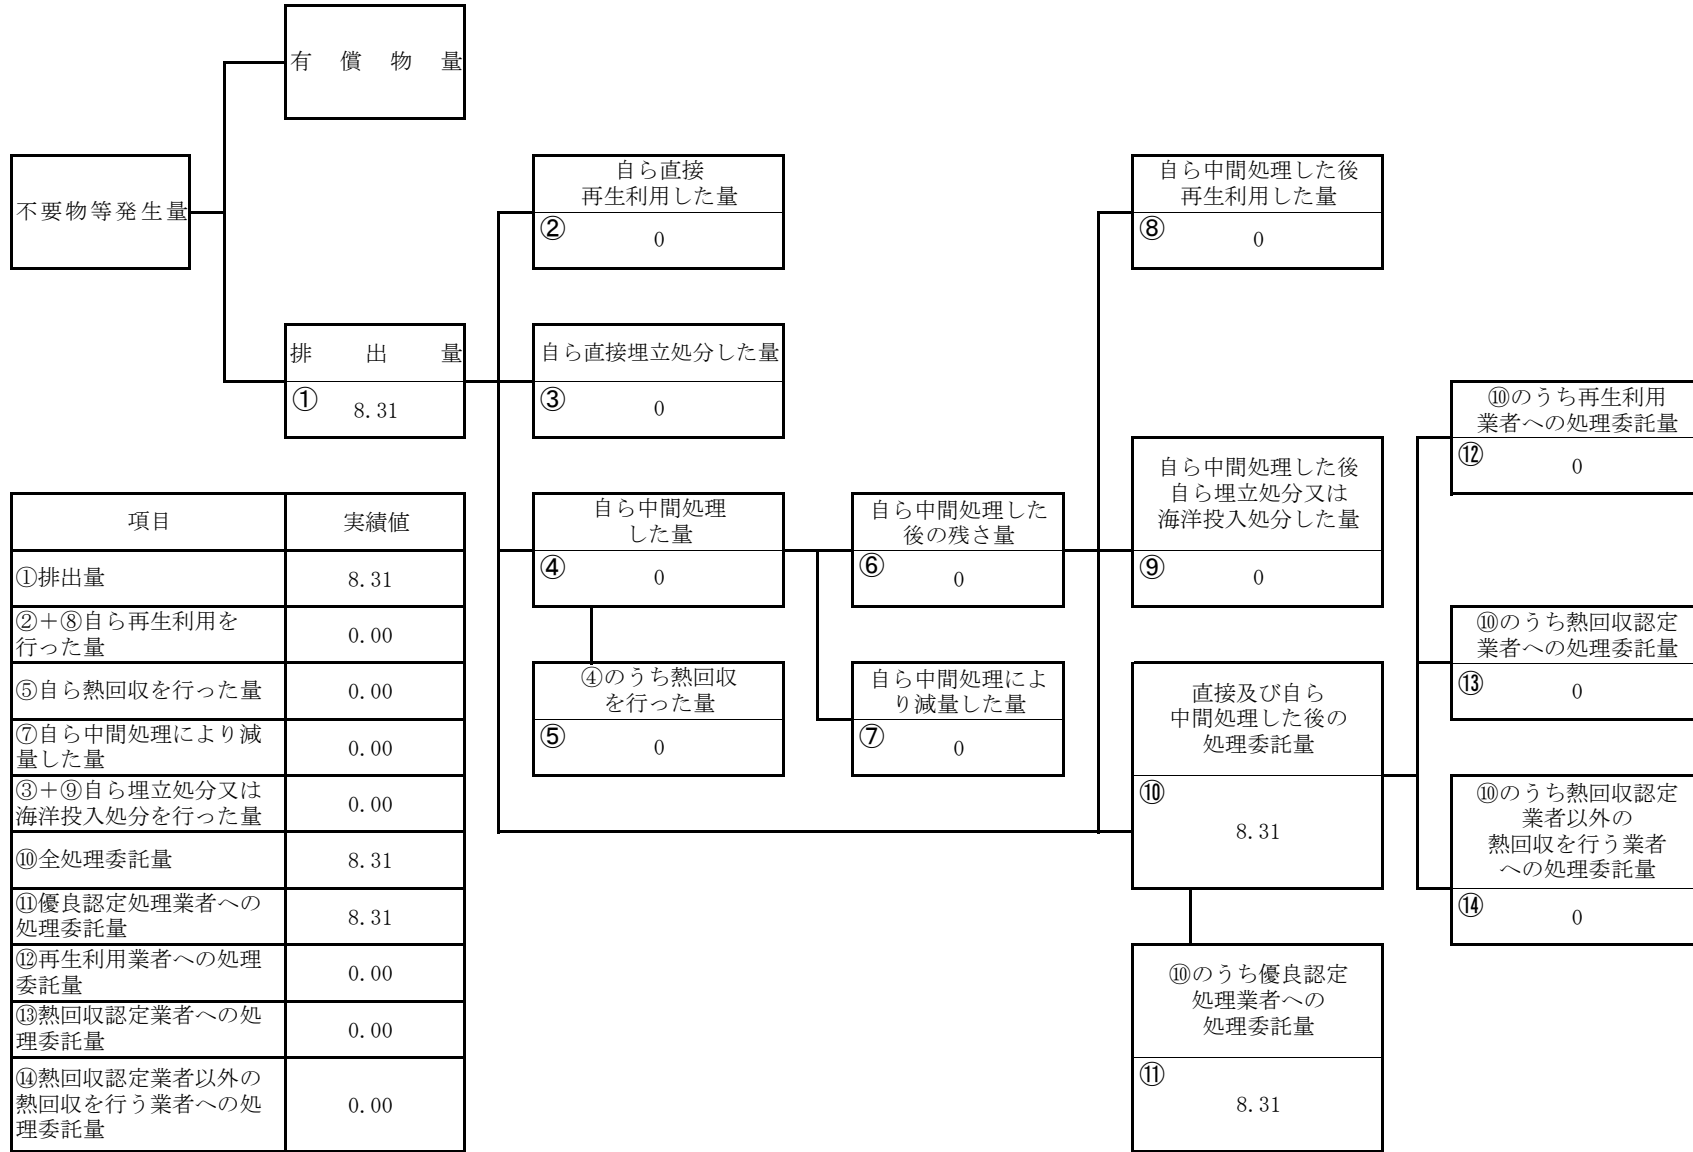 有償物量
不要物等発生量
排出量
① 8.31
自ら直接
再生利用した量
② 0
自ら直接埋立処分した量
③ 0
自ら中間処理
した量
④ 0
④のうち熱回収
を行った量
⑤ 0
自ら中間処理した
後の残さ量
⑥ 0
自ら中間処理によ
り減量した量
⑦ 0
自ら中間処理した後
再生利用した量
⑧ 0
自ら中間処理した後
自ら埋立処分又は
海洋投入処分した量
⑨ 0
直接及び自ら
中間処理した後の
処理委託量
⑩
8.31
⑩のうち優良認定
処理業者への
処理委託量
⑪
8.31
⑩のうち再生利用
業者への処理委託量
⑫ 0
⑩のうち熱回収認定
業者への処理委託量
⑬ 0
⑩のうち熱回収認定
業者以外の
熱回収を行う業者
への処理委託量
⑭ 0
項目 実績値
①排出量 8.31
②+⑧自ら再生利用を
行った量 0.00
⑤自ら熱回収を行った量 0.00
⑦自ら中間処理により減
量した量 0.00
③+⑨自ら埋立処分又は
海洋投入処分を行った量 0.00
⑩全処理委託量 8.31
⑪優良認定処理業者への
処理委託量 8.31
⑫再生利用業者への処理
委託量 0.00
⑬熱回収認定業者への処
理委託量 0.00
⑭熱回収認定業者以外の
熱回収を行う業者への処
理委託量 0.00